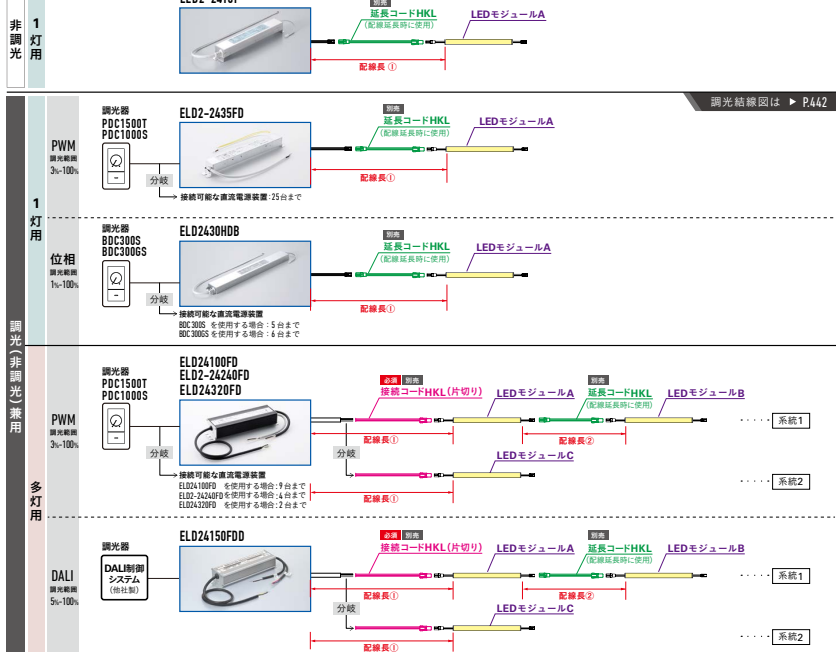 非調光
1灯用
別売
延長コードHKL
(配線延長時に使用)
LEDモジュールA
配線長①
調光結線図は ▶ P.442
調光(非調光)兼用
1灯用
PWM
調光範囲
3%-100%
調光器
PDC1500T
PDC1000S
分岐
接続可能な直流電源装置:25台まで
ELD2-2435FD
別売
延長コードHKL
(配線延長時に使用)
LEDモジュールA
配線長①
位相
調光範囲
1%-100%
調光器
BDC300S
BDC300GS
分岐
接続可能な直流電源装置
BDC300S を使用する場合:5台まで
BDC300GSを使用する場合:6台まで
ELD2430HDB
別売
延長コードHKL
(配線延長時に使用)
LEDモジュールA
配線長①
多灯用
PWM
調光範囲
3%-100%
調光器
PDC1500T
PDC1000S
分岐
接続可能な直流電源装置
ELD24100FD を使用する場合:9台まで
ELD2-24240FDを使用する場合:4台まで
ELD24320FD を使用する場合:2台まで
ELD24100FD
ELD2-24240FD
ELD24320FD
必須 別売
接続コードHKL(片切り)
LEDモジュールA
別売
延長コードHKL
(配線延長時に使用)
LEDモジュールB
系統1
配線長①
配線長②
分岐
LEDモジュールC
系統2
配線長①
DALI
調光範囲
5%-100%
調光器
DALI制御
システム
(他社製)
ELD24150FDD
必須 別売
接続コードHKL(片切り)
LEDモジュールA
別売
延長コードHKL
(配線延長時に使用)
LEDモジュールB
系統1
配線長①
配線長②
分岐
LEDモジュールC
系統2
配線長①